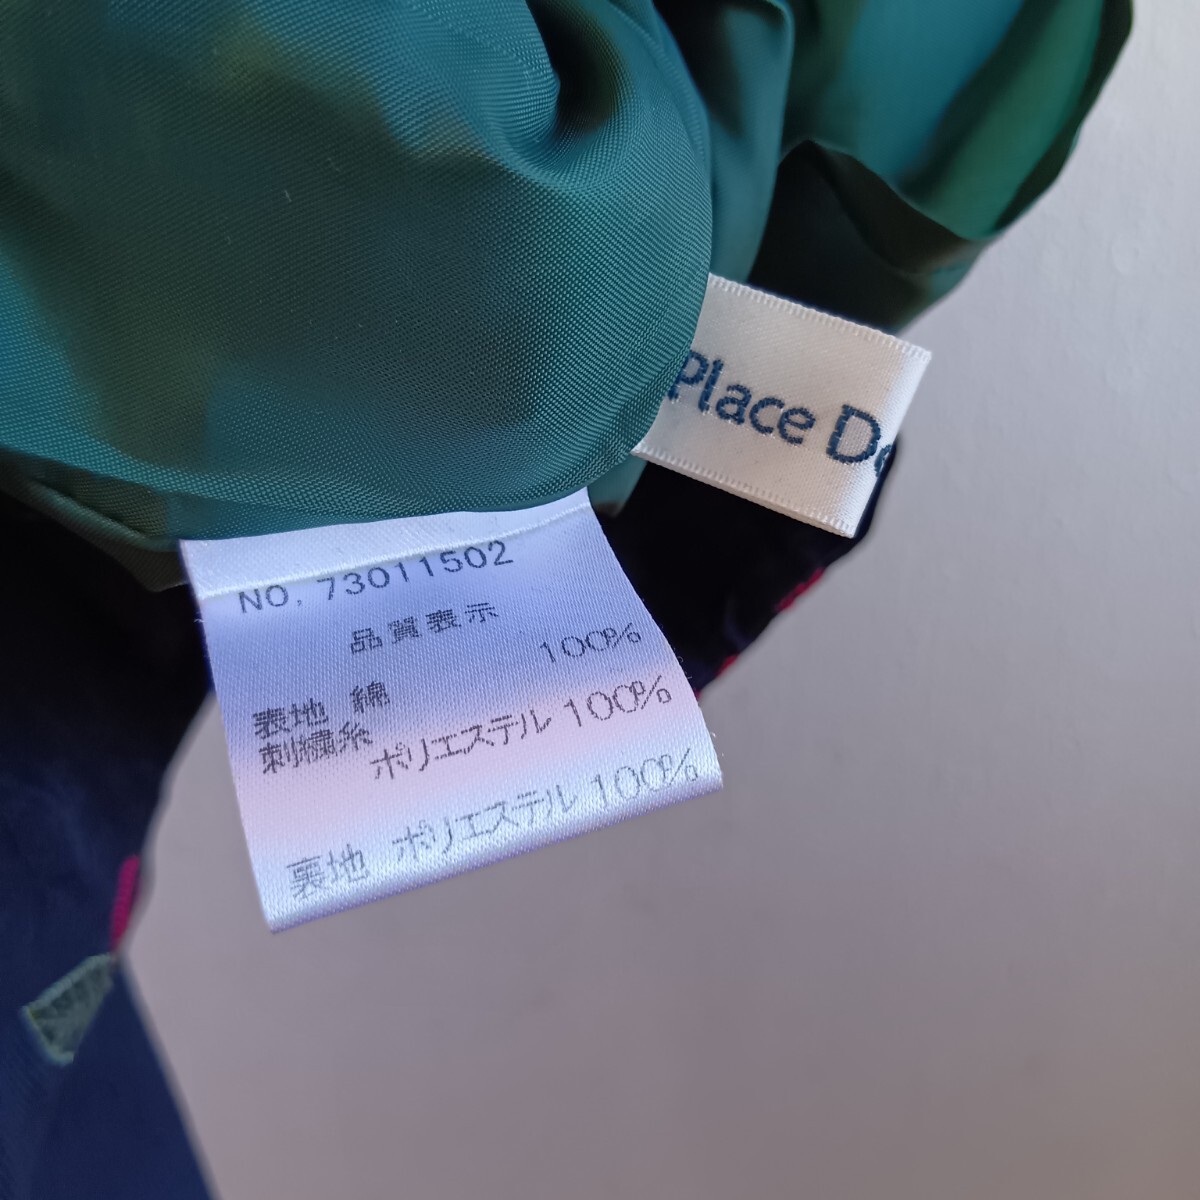 Place De
NO. 73011502
品質表示
表地 綿 100%
刺繍糸
ポリエステル 100%
裏地 ポリエステル 100%